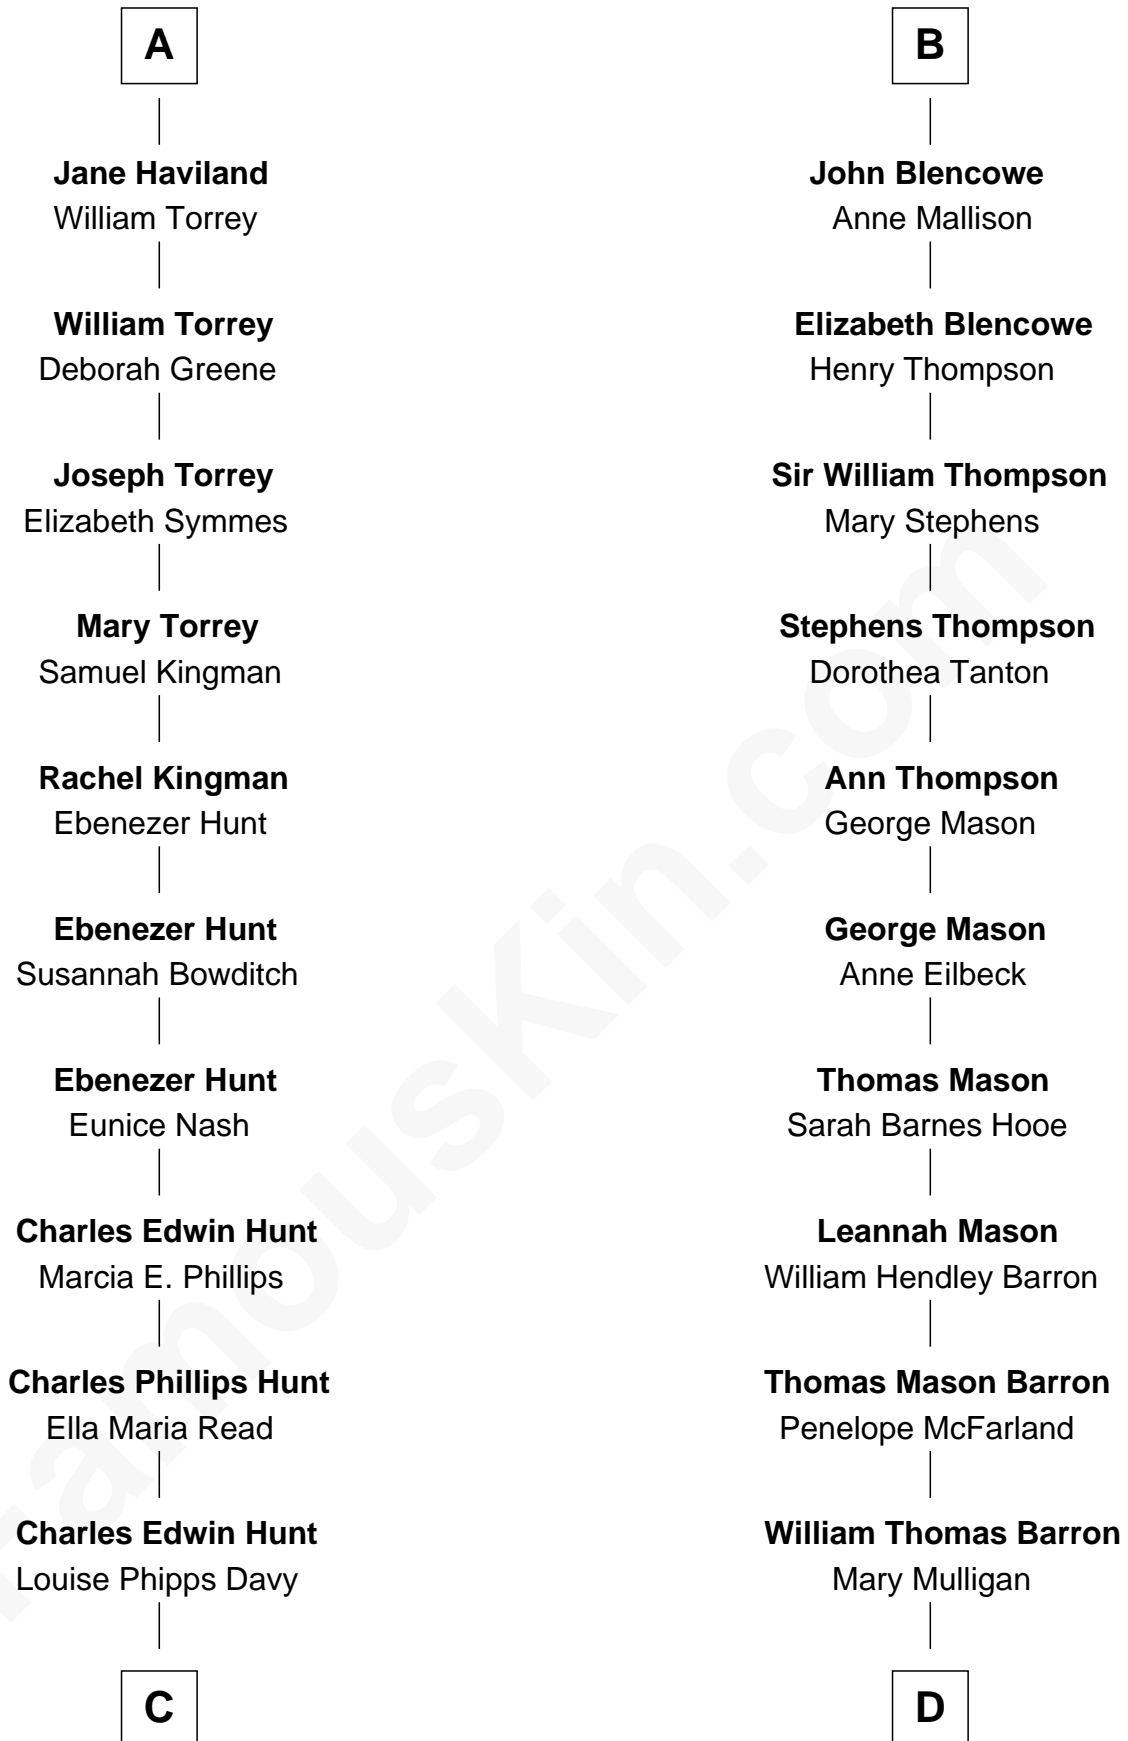 A
Jane Haviland
William Torrey
William Torrey
Deborah Greene
Joseph Torrey
Elizabeth Symmes
Mary Torrey
Samuel Kingman
Rachel Kingman
Ebenezer Hunt
Ebenezer Hunt
Susannah Bowditch
Ebenezer Hunt
Eunice Nash
Charles Edwin Hunt
Marcia E. Phillips
Charles Phillips Hunt
Ella Maria Read
Charles Edwin Hunt
Louise Phipps Davy
C
B
John Blencowe
Anne Mallison
Elizabeth Blencowe
Henry Thompson
Sir William Thompson
Mary Stephens
Stephens Thompson
Dorothea Tanton
Ann Thompson
George Mason
George Mason
Anne Eilbeck
Thomas Mason
Sarah Barnes Hooe
Leannah Mason
William Hendley Barron
Thomas Mason Barron
Penelope McFarland
William Thomas Barron
Mary Mulligan
D
FamousKin.com